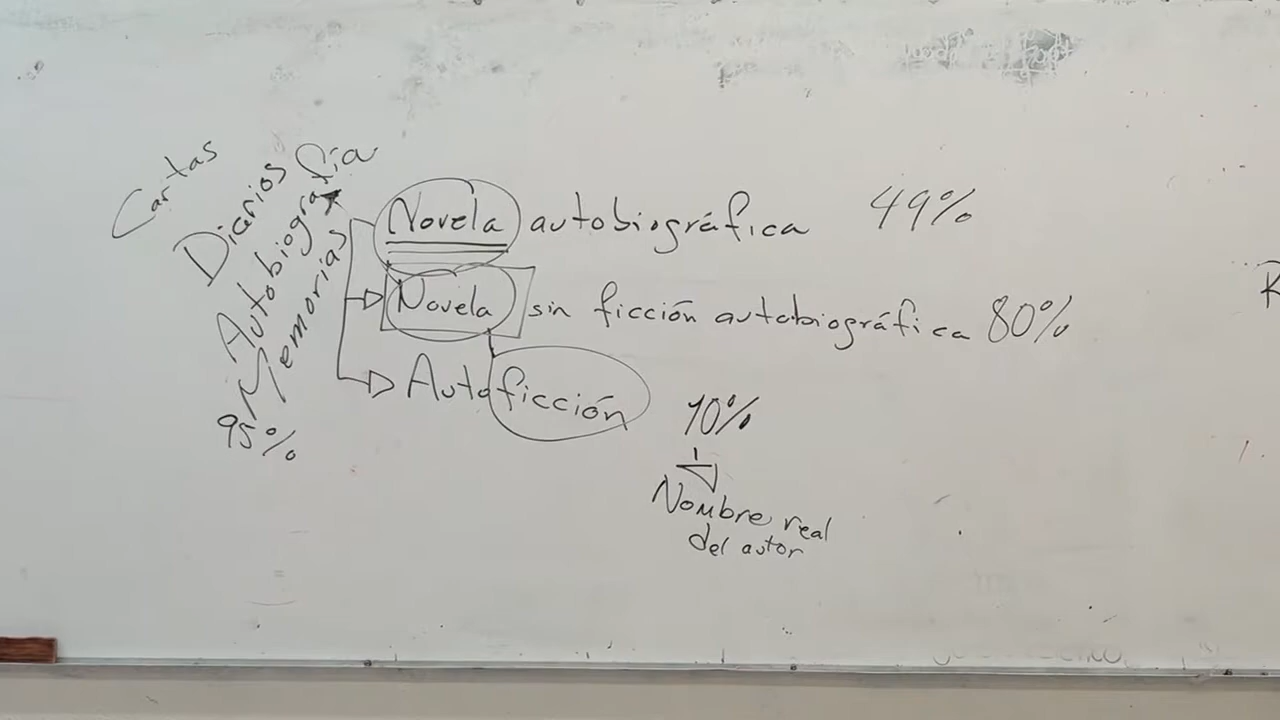 Cartas
Diarios
Autobiografía
Memorias
95%
Novela autobiográfica 49%
Novela sin ficción autobiográfica 80%
Autoficción 10%
Nombre real
del autor